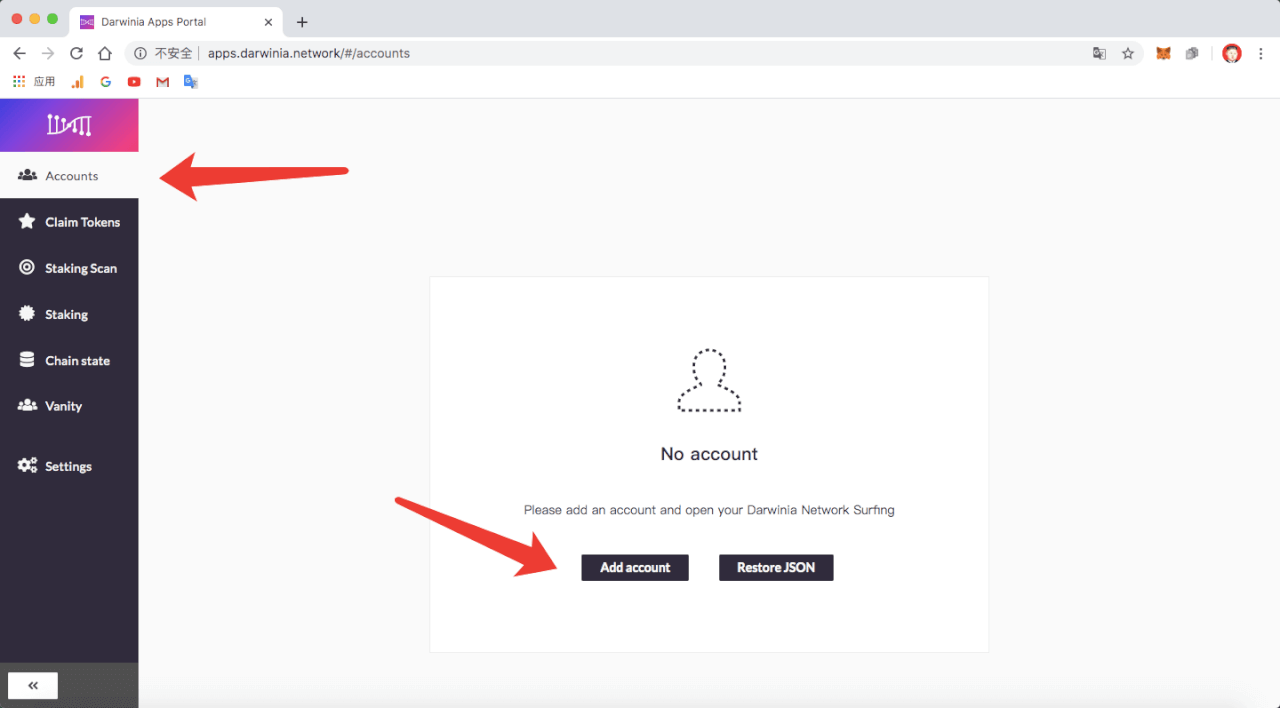 Darwinia Apps Portal
不安全
apps.darwinia.network/#/accounts
应用
Accounts
Claim Tokens
Staking Scan
Staking
Chain state
Vanity
Settings
No account
Please add an account and open your Darwinia Network Surfing
Add account
Restore JSON